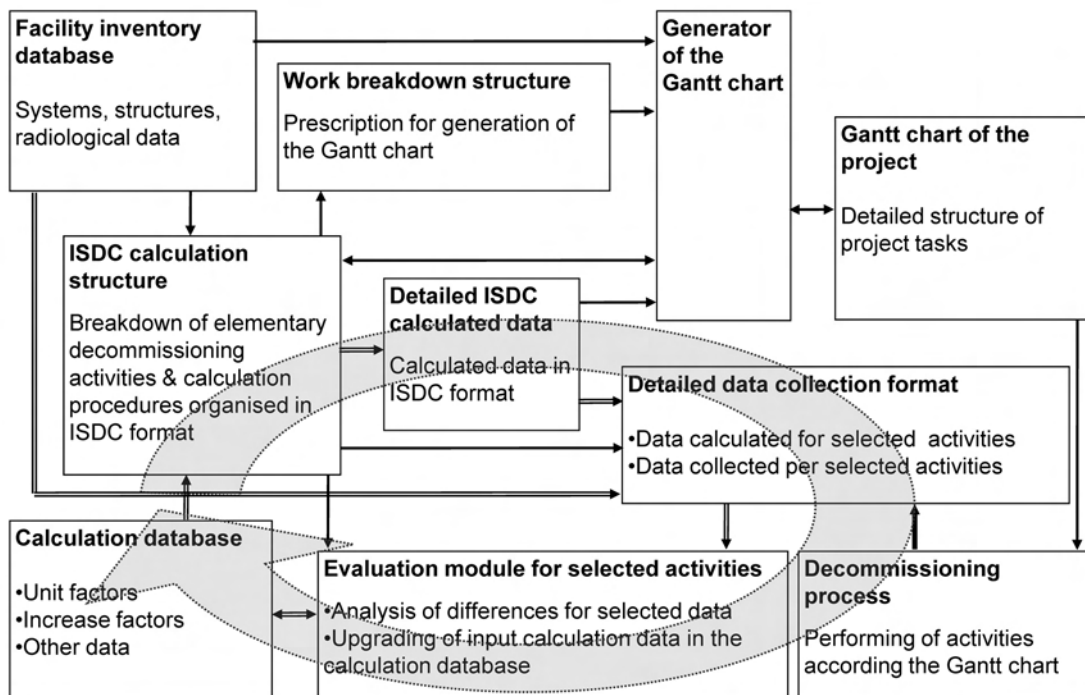 Facility inventory
database
Systems, structures,
radiological data
Work breakdown structure
Prescription for generation of
the Gantt chart
Generator
of the
Gantt chart
Gantt chart of the
project
Detailed structure of
project tasks
ISDC calculation
structure
Breakdown of elementary
decommissioning
activities & calculation
procedures organised in
ISDC format
Detailed ISDC
calculated data
Calculated data in
ISDC format
Detailed data collection format
•Data calculated for selected activities
•Data collected per selected activities
Calculation database
•Unit factors
•Increase factors
•Other data
Evaluation module for selected activities
•Analysis of differences for selected data
•Upgrading of input calculation data in the
calculation database
Decommissioning
process
Performing of activities
according the Gantt chart